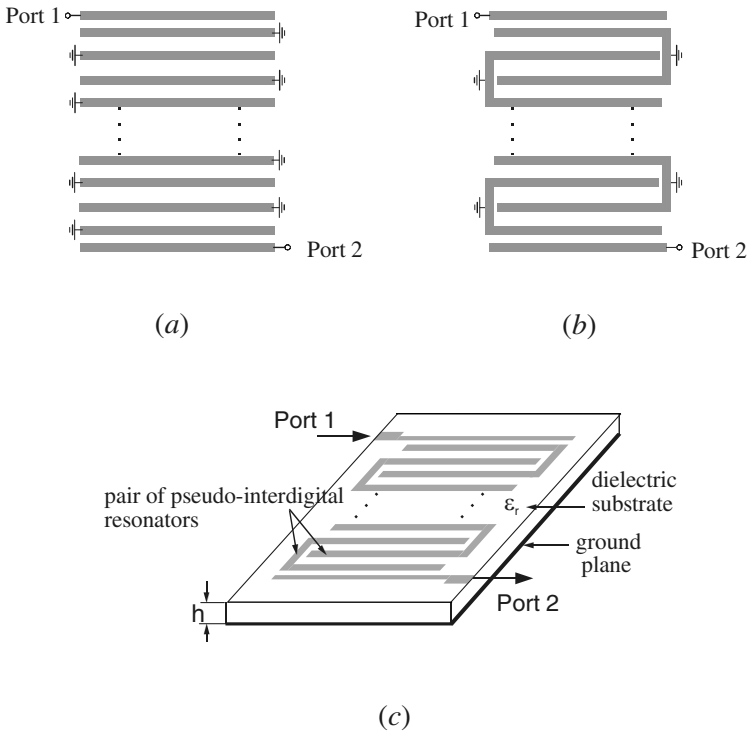 Port 1
Port 2
(a)
Port 1
Port 2
(b)
Port 1
pair of pseudo-interdigital
resonators
εr
dielectric
substrate
ground
plane
Port 2
h
(c)